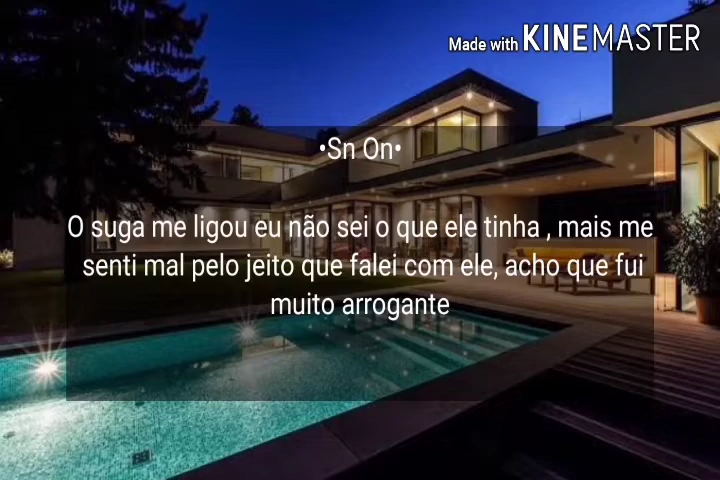 Made with KINEMASTER
•Sn On•
O suga me ligou eu não sei o que ele tinha , mais me
senti mal pelo jeito que falei com ele, acho que fui
muito arrogante